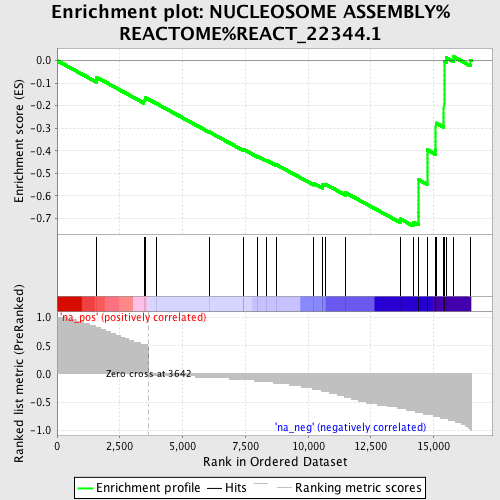 Enrichment plot: NUCLEOSOME ASSEMBLY%
REACTOME%REACT_22344.1
Enrichment score (ES)
0.0
-0.1
-0.2
-0.3
-0.4
-0.5
-0.6
-0.7
Ranked list metric (PreRanked)
1.0
0.5
0.0
-0.5
-1.0
'na_pos' (positively correlated)
Zero cross at 3642
'na_neg' (negatively correlated)
0 2,500 5,000 7,500 10,000 12,500 15,000
Rank in Ordered Dataset
Enrichment profile Hits Ranking metric scores